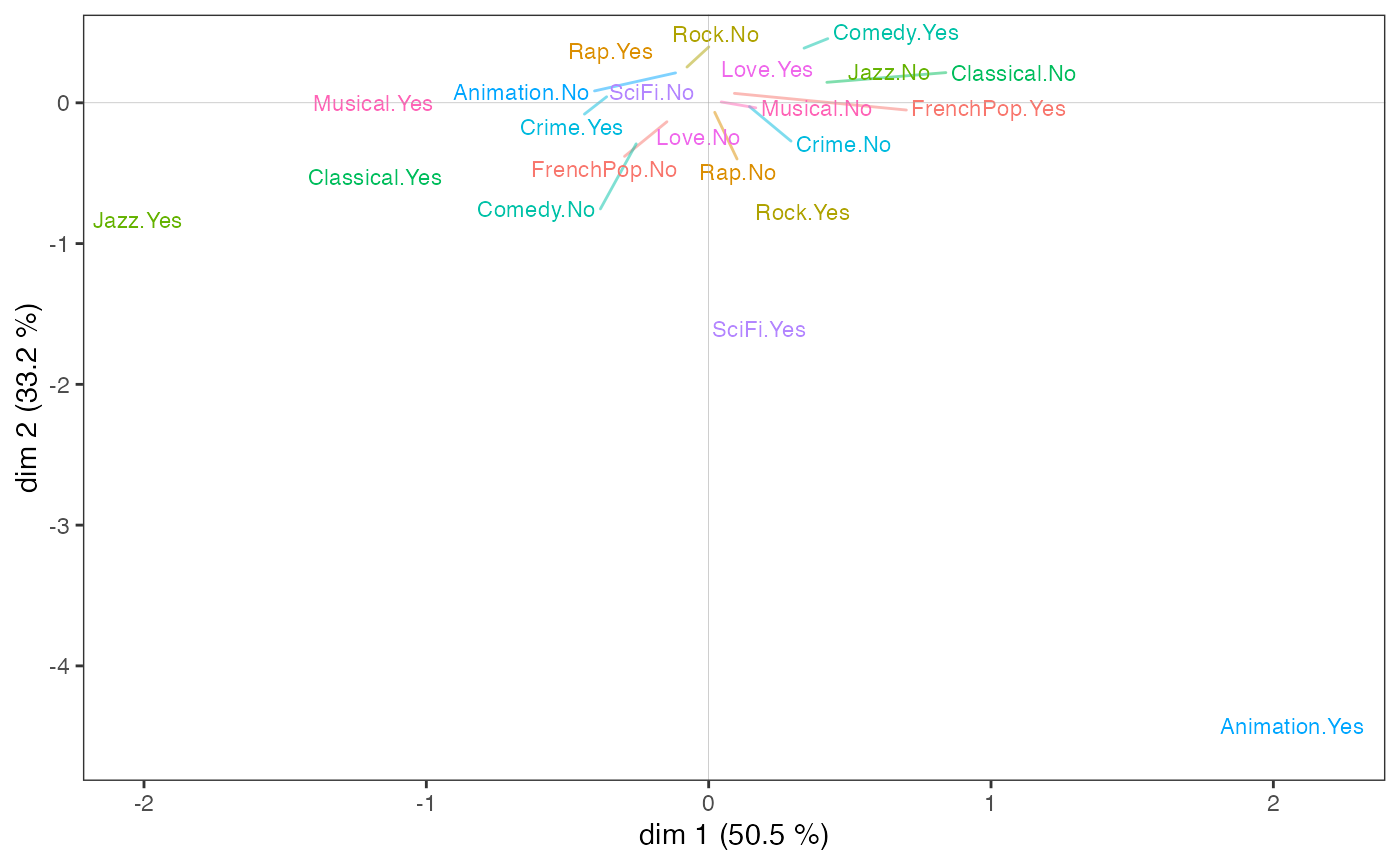 Rock.No
Comedy.Yes
Rap.Yes
Love.Yes
Jazz.No
Classical.No
Animation.No
SciFi.No
0
Musical.Yes
Musical.No
FrenchPop.Yes
Crime.Yes
Love.No
Crime.No
FrenchPop.No
Rap.No
Classical.Yes
Comedy.No
Rock.Yes
Jazz.Yes
-1
SciFi.Yes
-2
-3
-4
Animation.Yes
dim 2 (33.2 %)
-2
-1
0
1
2
dim 1 (50.5 %)